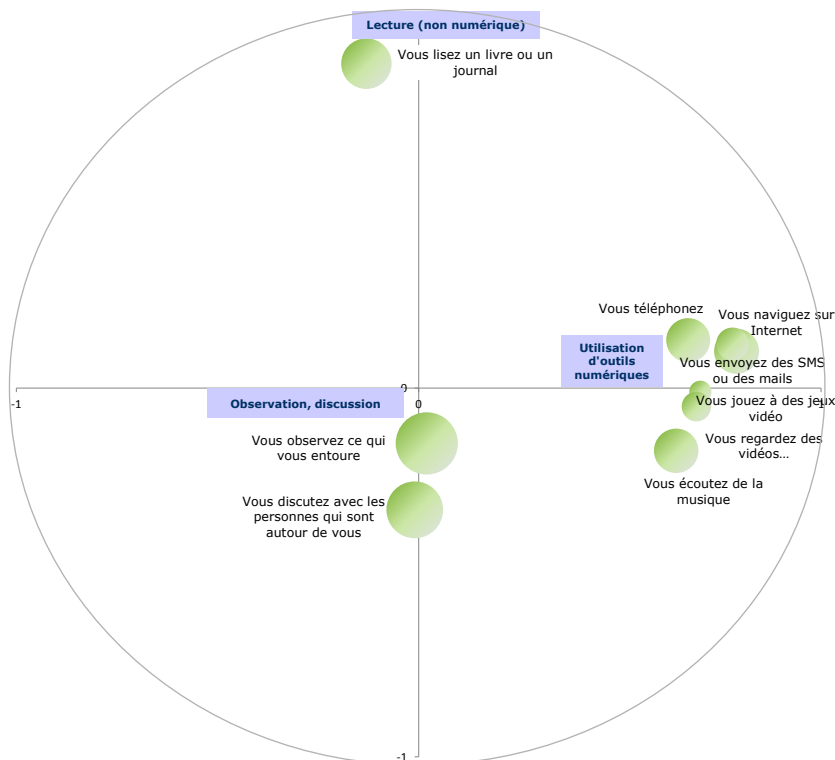 Lecture (non numérique)
Vous lisez un livre ou un
journal
Vous téléphonez
Vous naviguez sur
Internet
Utilisation
d'outils
numériques
Vous envoyez des SMS
ou des mails
0
-1
0
1
Observation, discussion
Vous jouez à des jeux
vidéo
Vous observez ce qui
vous entoure
Vous regardez des
vidéos...
Vous écoutez de la
musique
Vous discutez avec les
personnes qui sont
autour de vous
-1